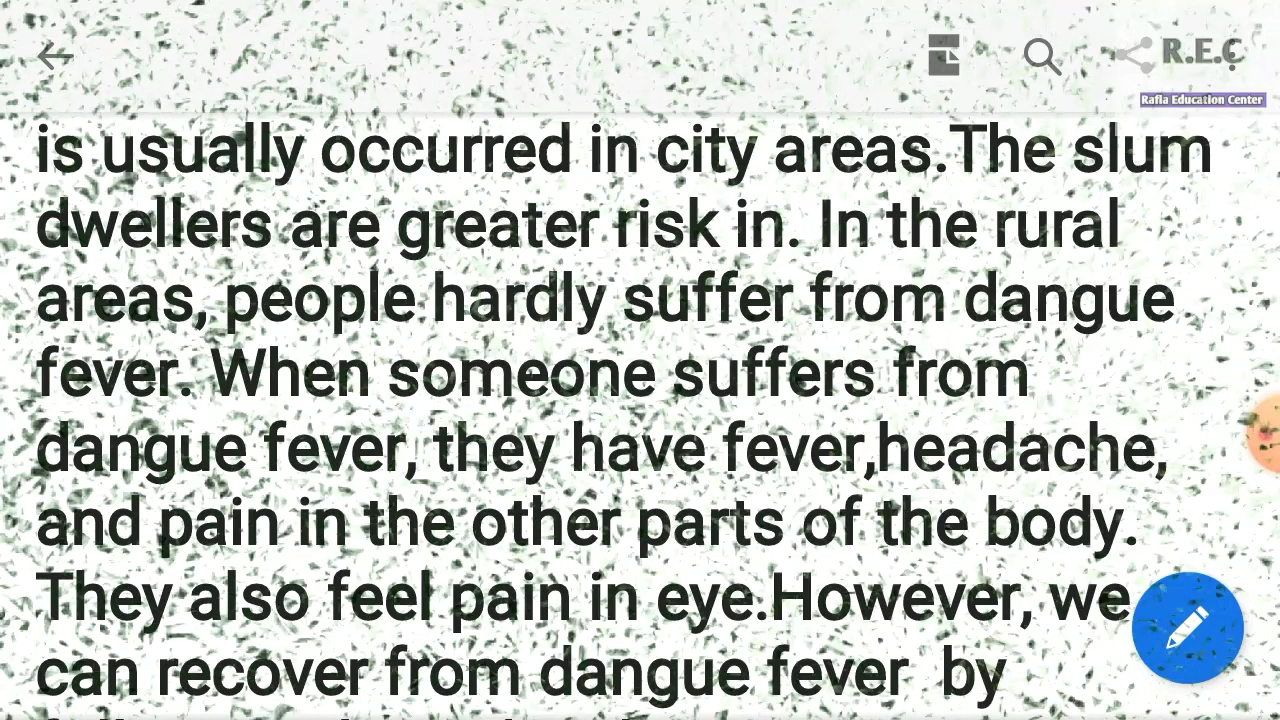 R.E.C
Rafia Education Center
is usually occurred in city areas.The slum
dwellers are greater risk in. In the rural
areas, people hardly suffer from dangue
fever. When someone suffers from
dangue fever, they have fever,headache,
and pain in the other parts of the body.
They also feel pain in eye.However, we
can recover from dangue fever by